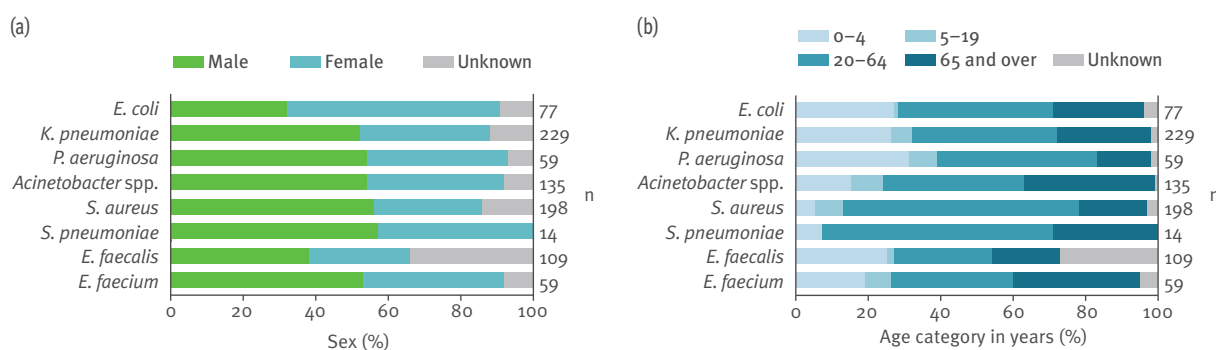 (a)
Male Female Unknown
E. coli 77
K. pneumoniae 229
P. aeruginosa 59
Acinetobacter spp. 135
S. aureus 198
S. pneumoniae 14
E. faecalis 109
E. faecium 59
n
0 20 40 60 80 100
Sex (%)
(b)
0–4 5–19
20–64 65 and over Unknown
E. coli 77
K. pneumoniae 229
P. aeruginosa 59
Acinetobacter spp. 135
S. aureus 198
S. pneumoniae 14
E. faecalis 109
E. faecium 59
n
0 20 40 60 80 100
Age category in years (%)